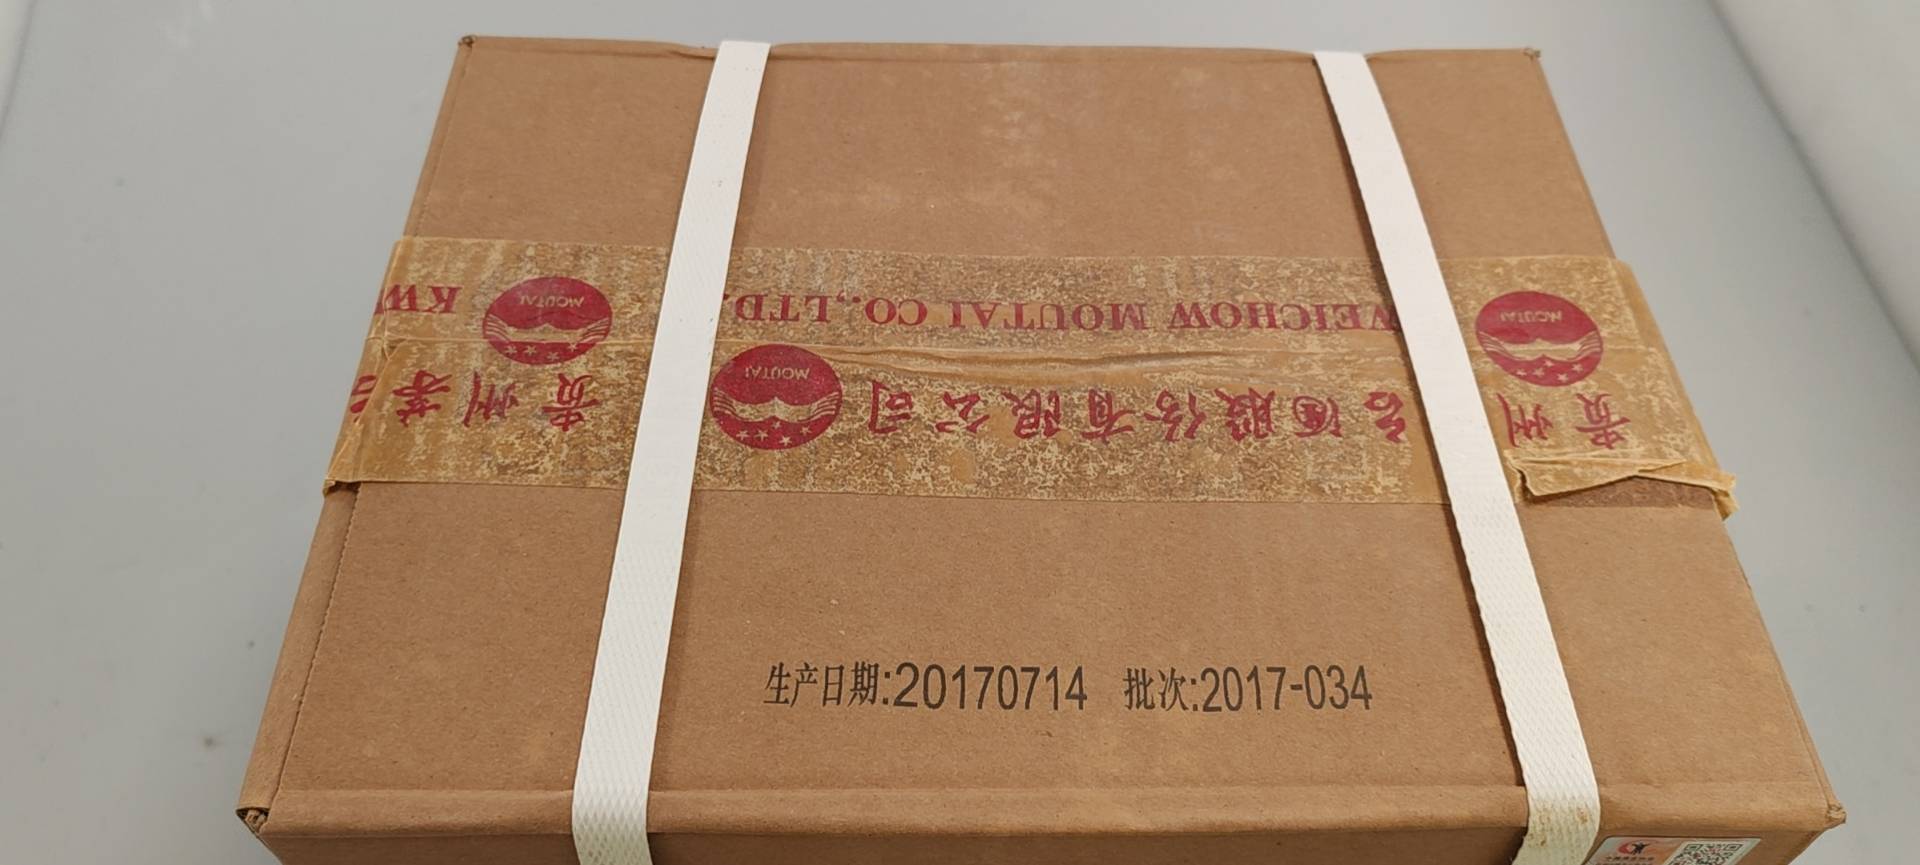 KW
MOUTAI
WEICHOW MOUTAI CO.,LTD.
MOUTAI
贵州茅台
MOUTAI
台酒股份有限公司
贵州
生产日期:20170714 批次:2017-034